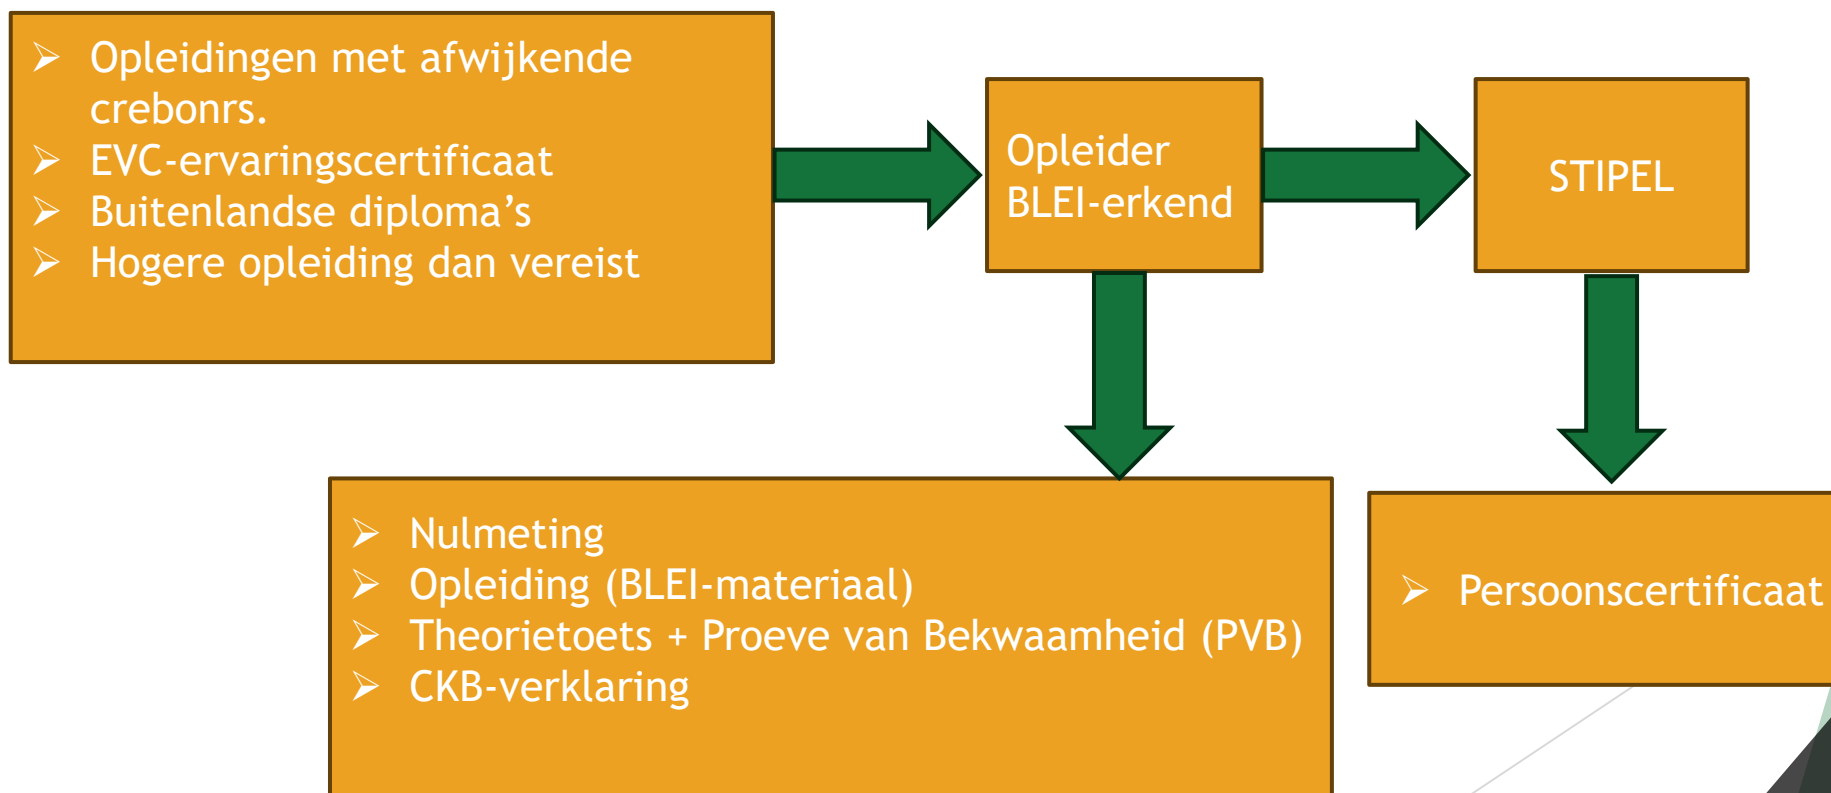 ➢ Opleidingen met afwijkende
crebonrs.
➢ EVC-ervaringscertificaat
➢ Buitenlandse diploma’s
➢ Hogere opleiding dan vereist
Opleider
BLEI-erkend
STIPEL
➢ Nulmeting
➢ Opleiding (BLEI-materiaal)
➢ Theorietoets + Proeve van Bekwaamheid (PVB)
➢ CKB-verklaring
➢ Persoonscertificaat